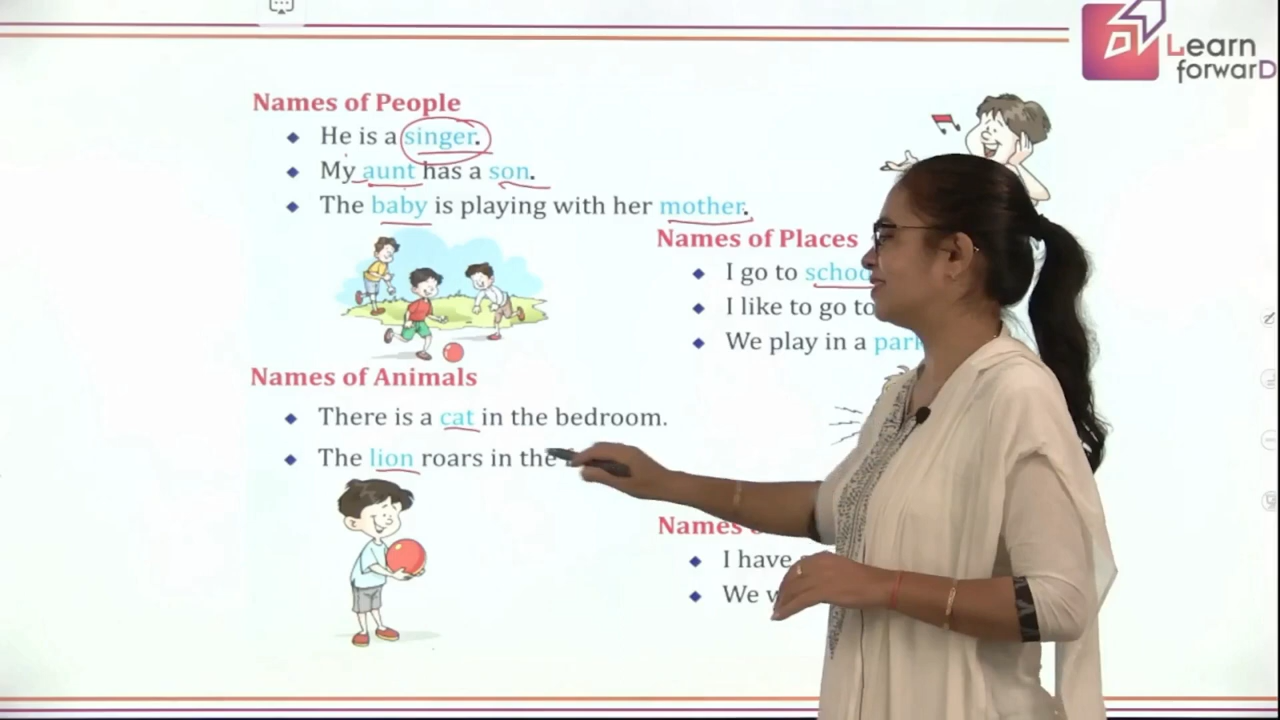 Learn
forwarD
Names of People
He is a singer.
My aunt has a son.
The baby is playing with her mother.
Names of Places
I go to
I like to go to
We play in a park
Names of Animals
There is a cat in the bedroom.
The lion roars in the
Names
I have
We